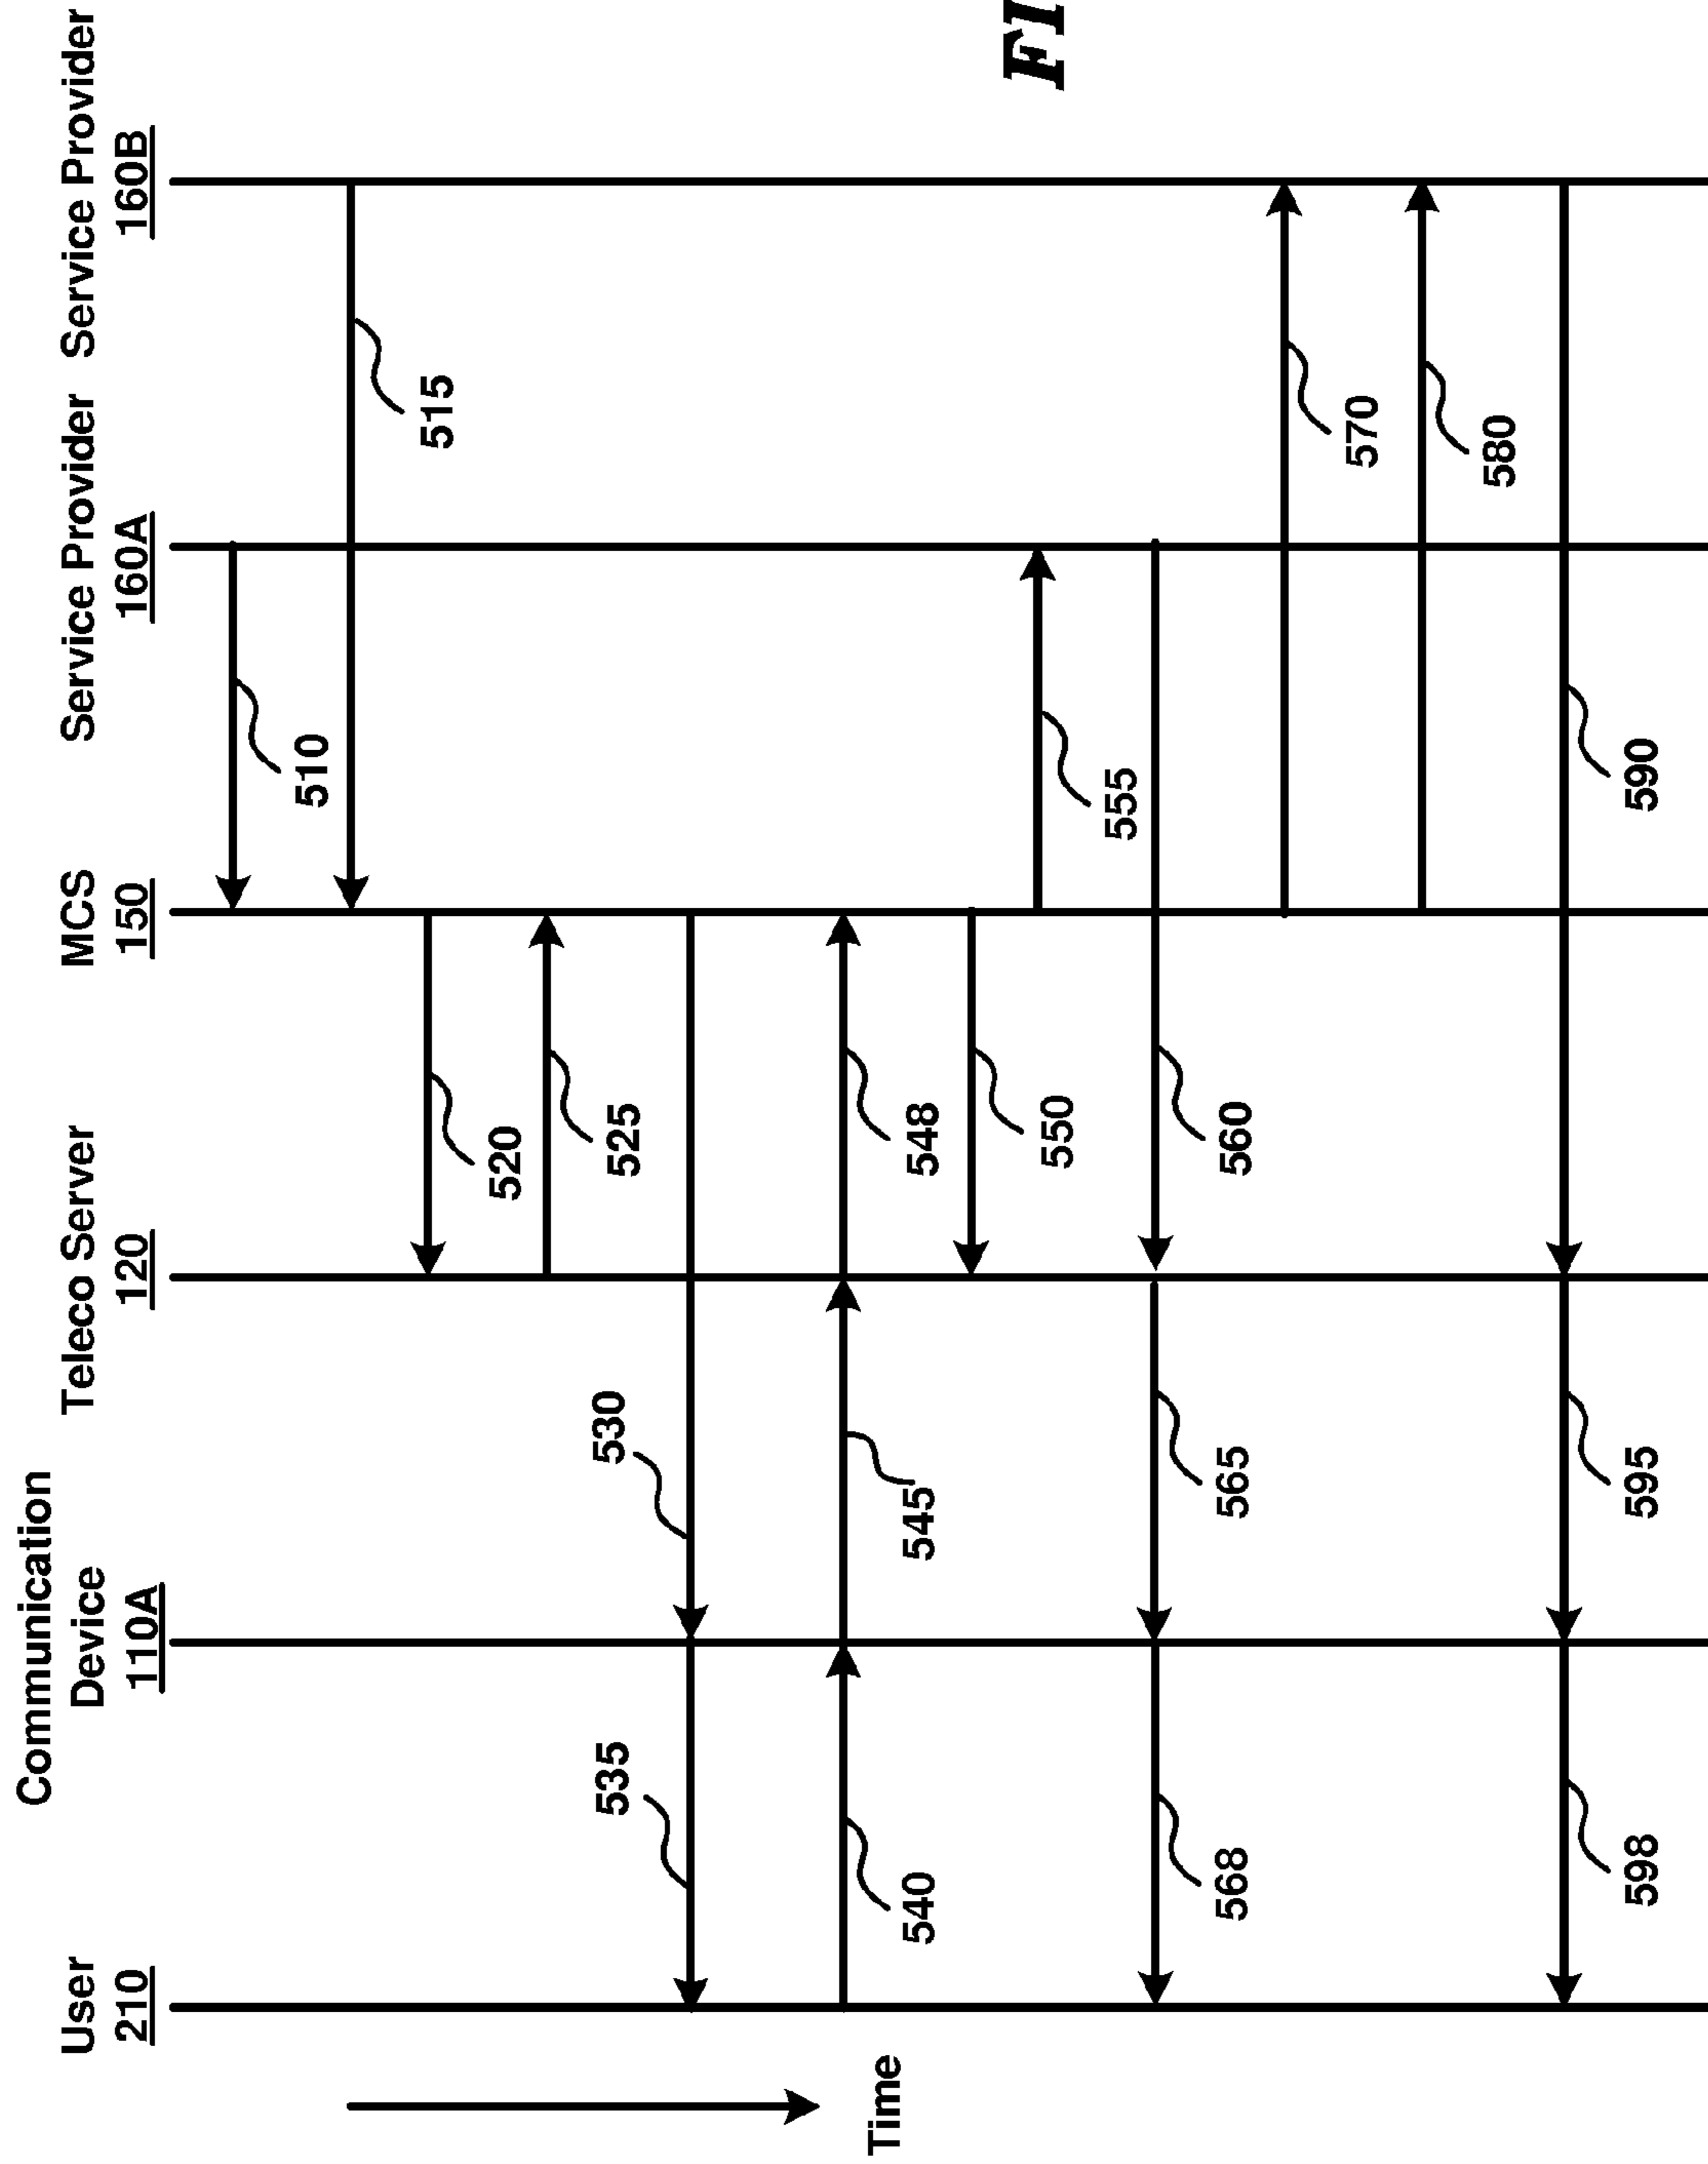 User
210
Communication
Device
110A
Teleco Server
120
MCS
150
Service Provider
160A
Service Provider
160B
510
515
520
525
530
535
540
545
548
550
555
560
565
568
570
580
590
595
598
Time
FI